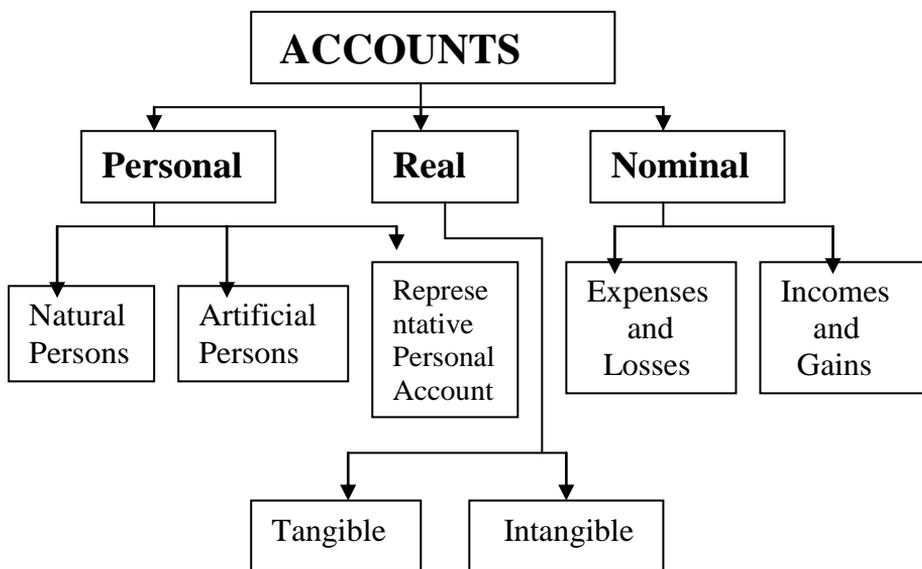 ACCOUNTS
Personal
Real
Nominal
Natural
Persons
Artificial
Persons
Represe
ntative
Personal
Account
Expenses
and
Losses
Incomes
and
Gains
Tangible
Intangible